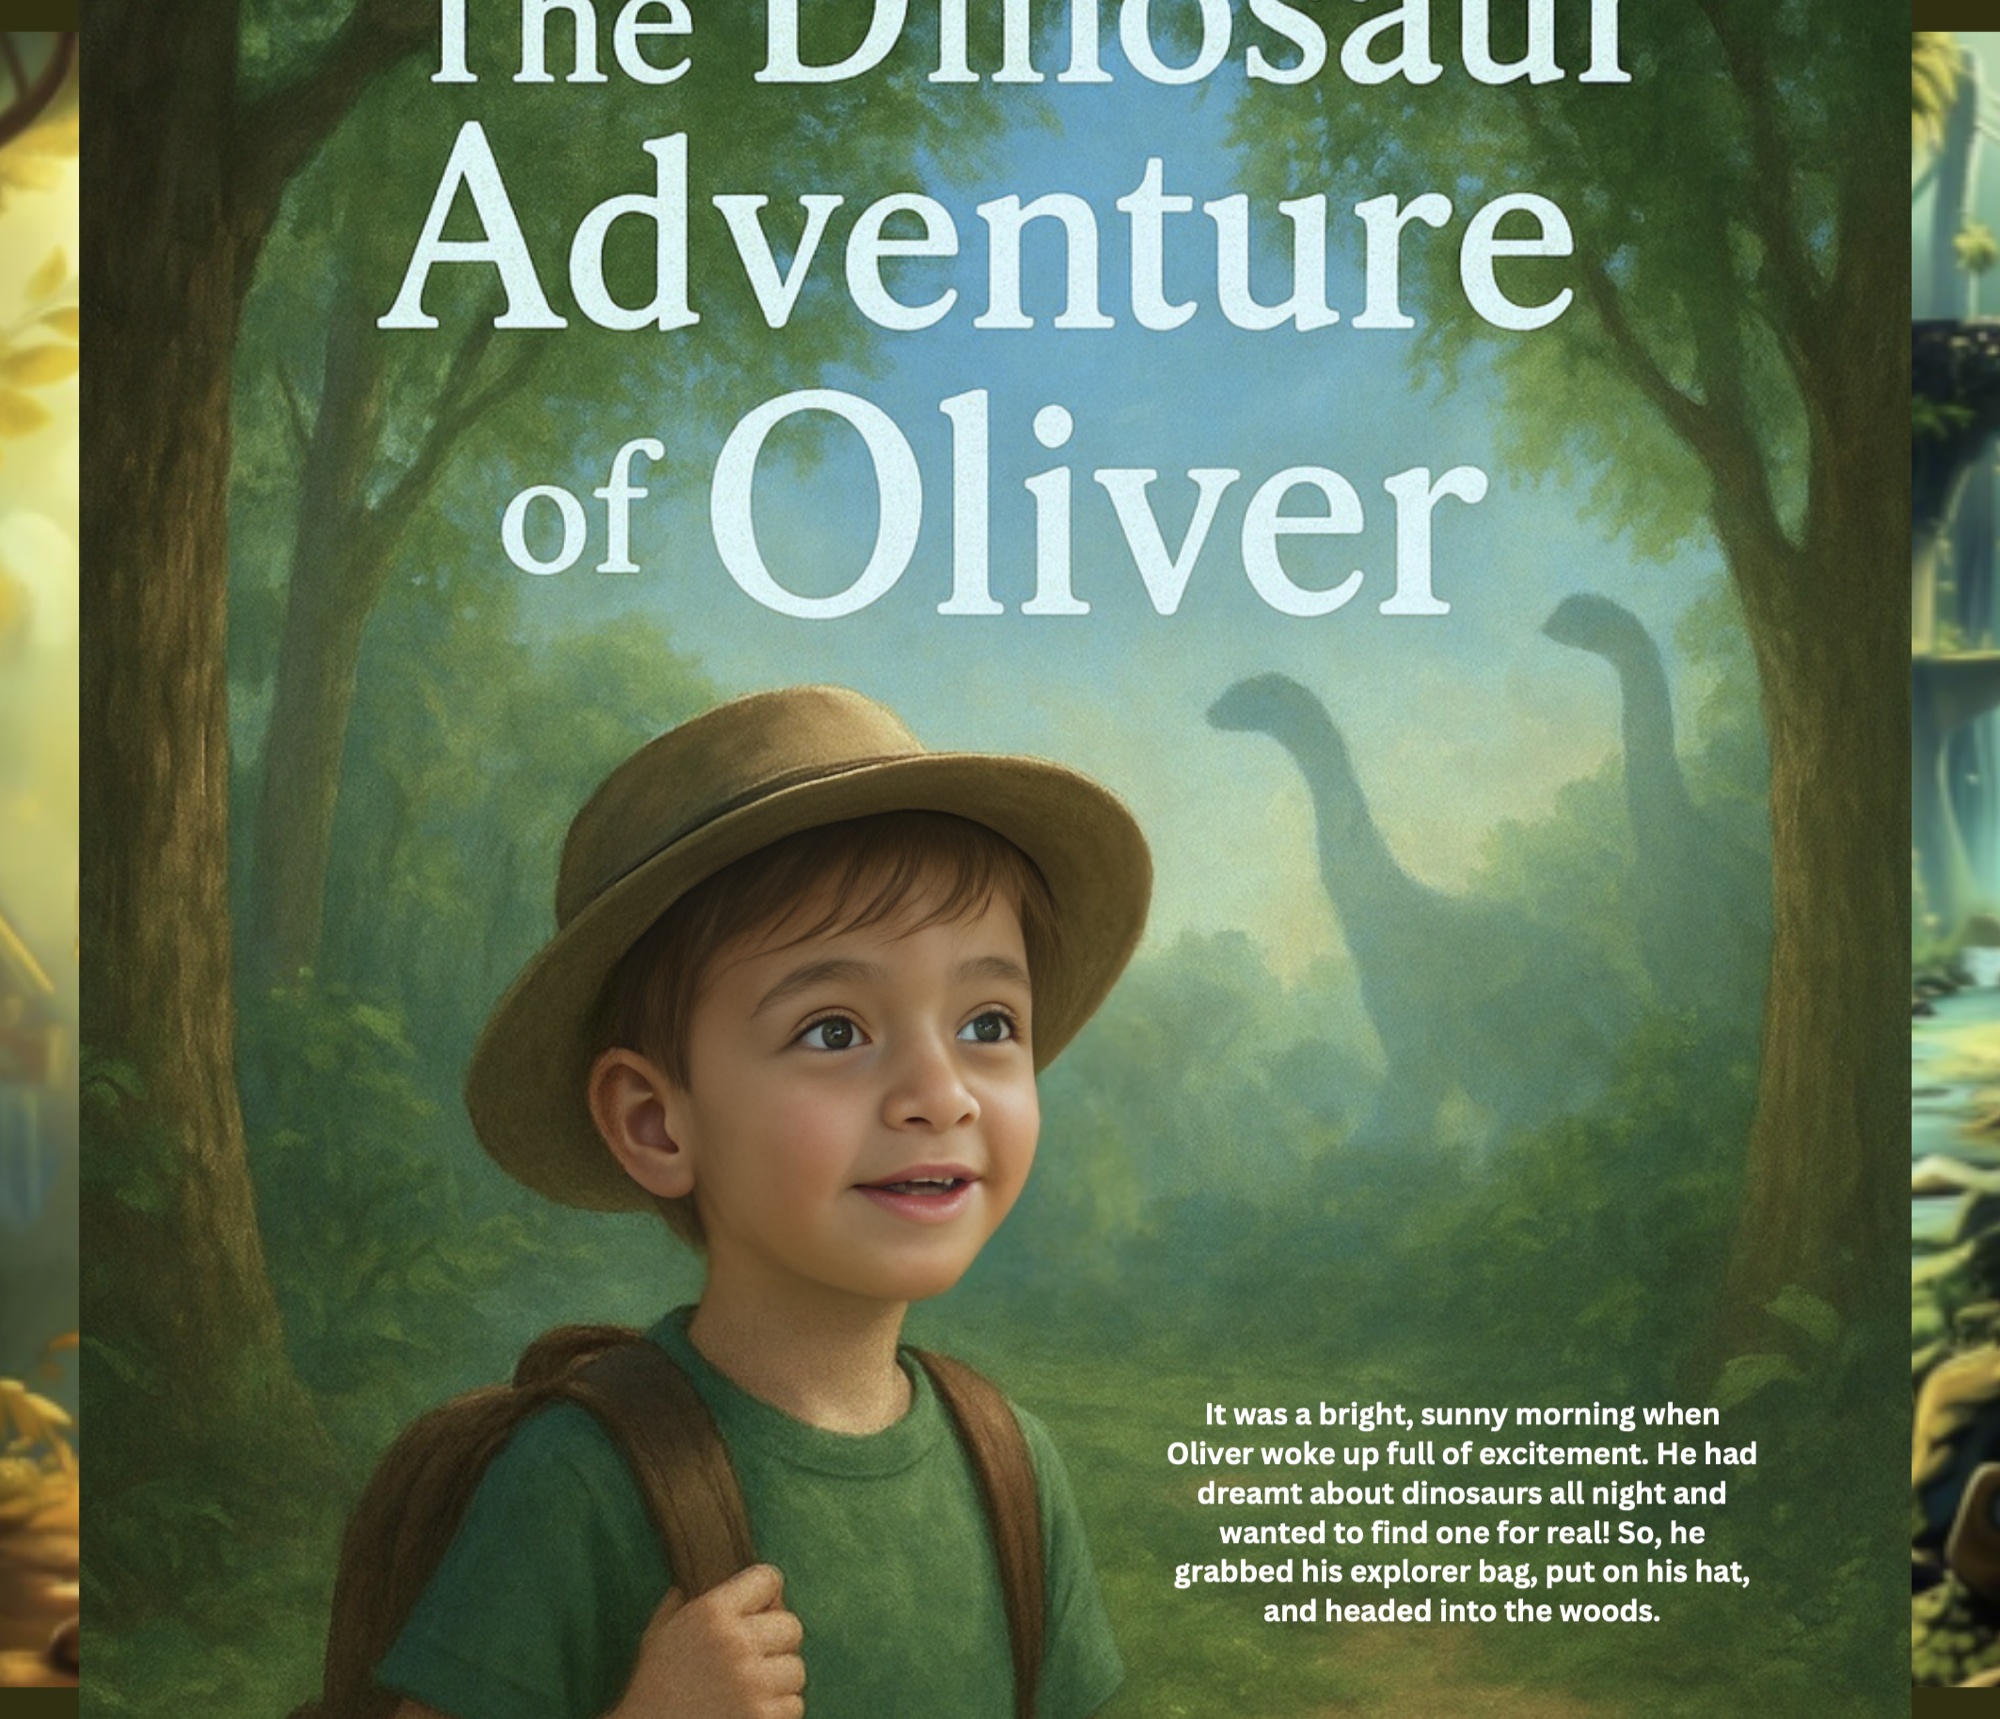 The Dinosaur
Adventure
of Oliver
It was a bright, sunny morning when
Oliver woke up full of excitement. He had
dreamt about dinosaurs all night and
wanted to find one for real! So, he
grabbed his explorer bag, put on his hat,
and headed into the woods.